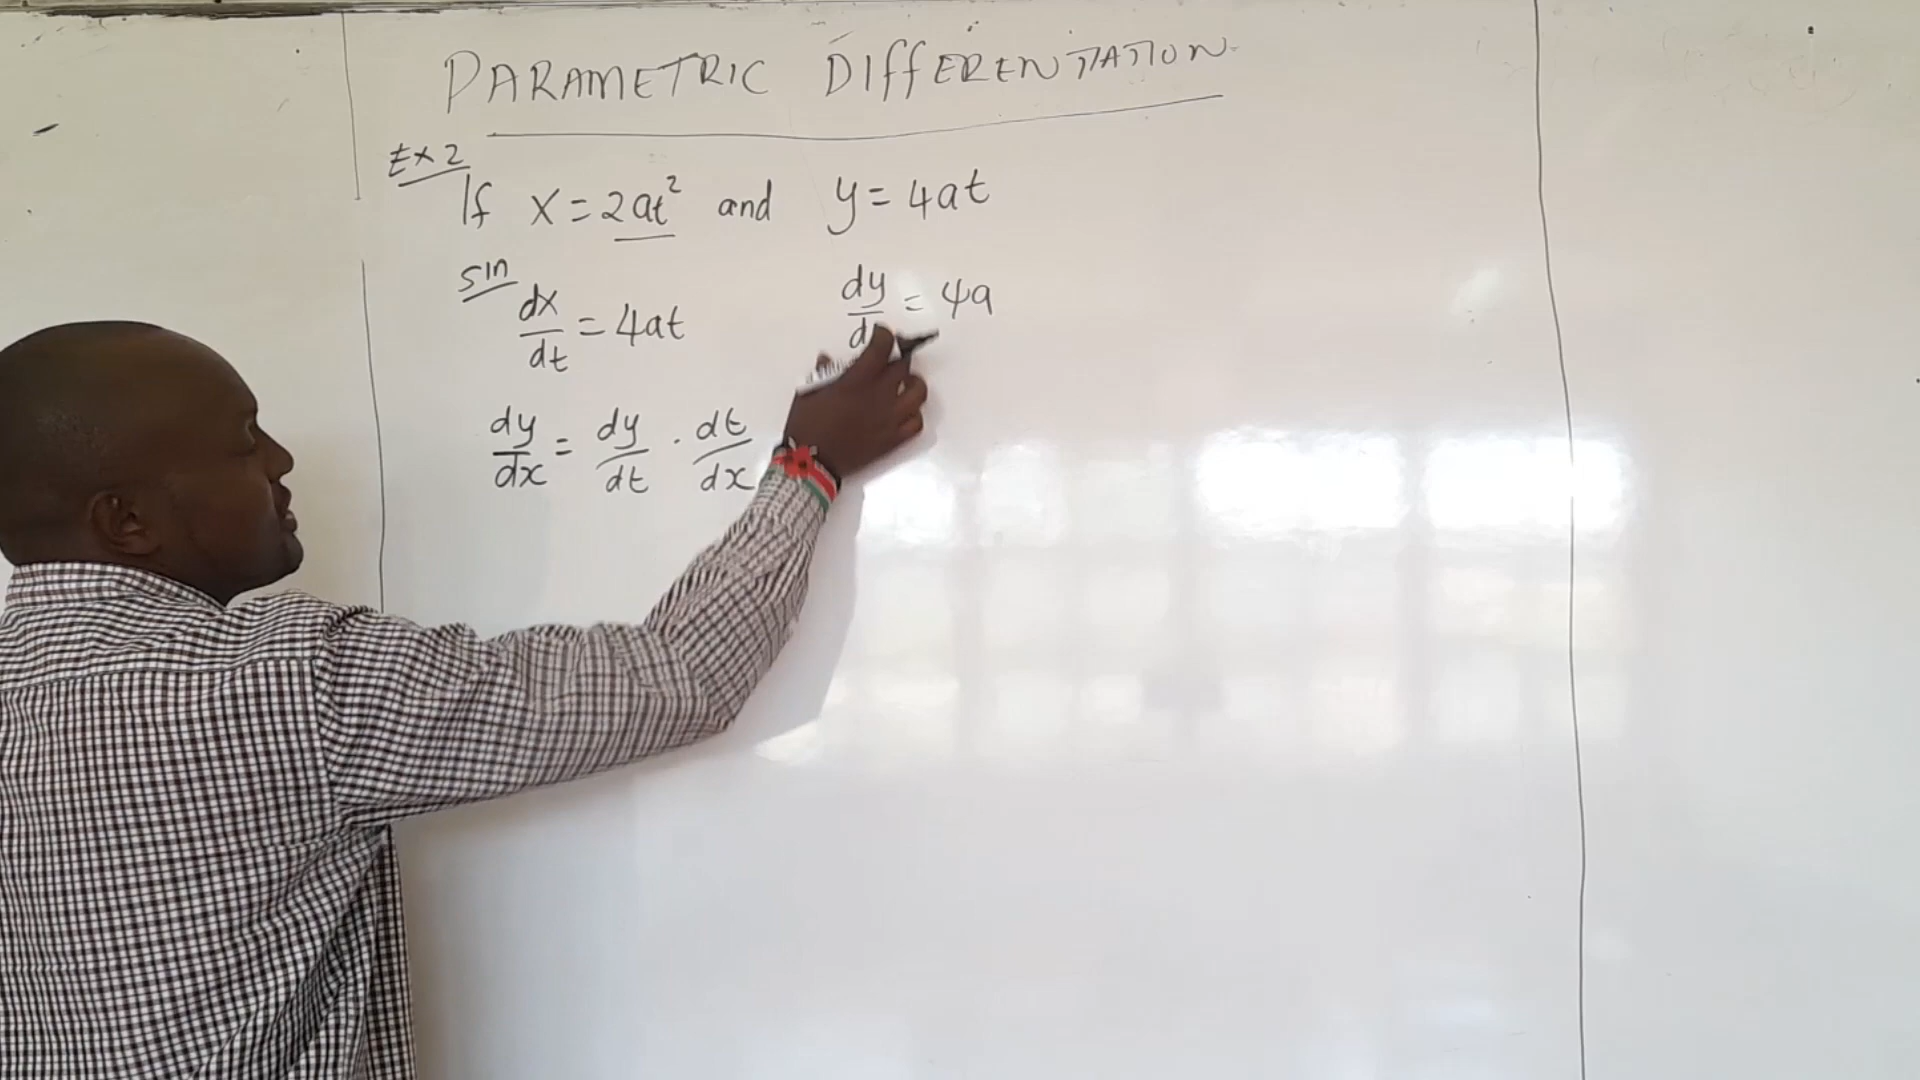 PARAMETRIC DIffERENTIATION
Ex 2
If x = 2at² and y = 4at
sln
dx/dt = 4at dy/d = 4a
dy/dx = dy/dt · dt/dx